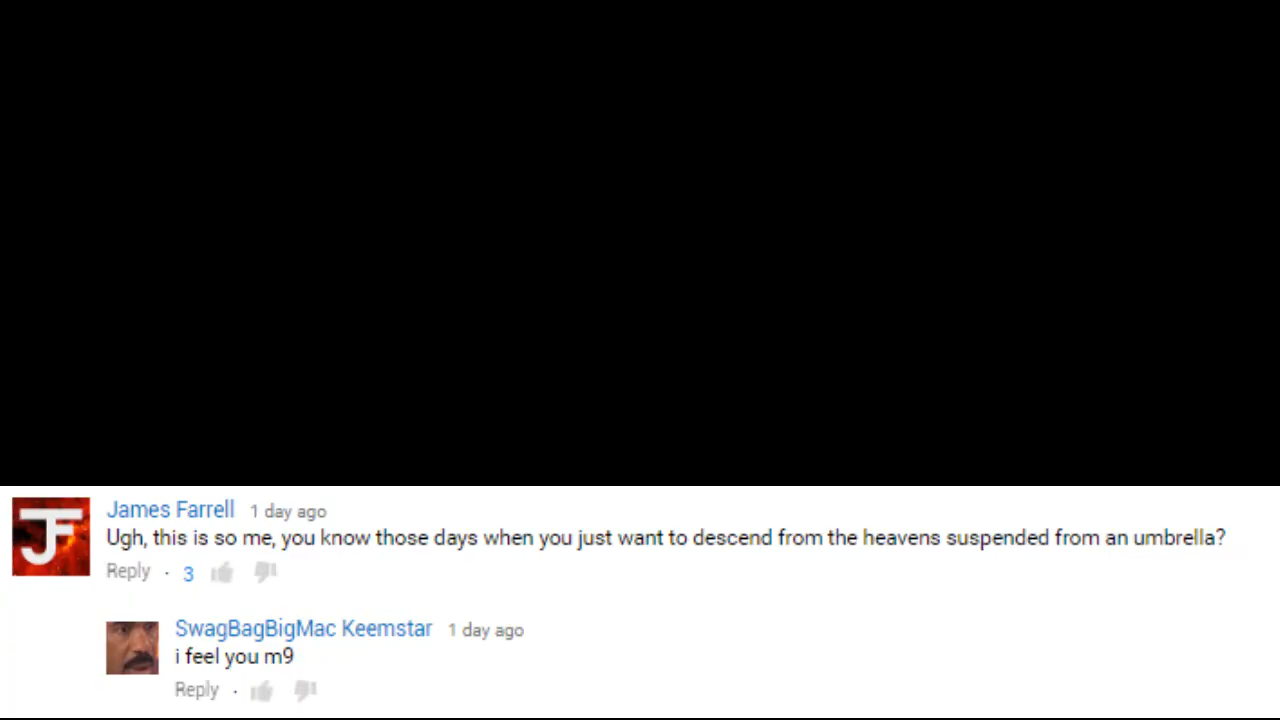 JF
James Farrell 1 day ago
Ugh, this is so me, you know those days when you just want to descend from the heavens suspended from an umbrella?
Reply · 3
SwagBagBigMac Keemstar 1 day ago
i feel you m9
Reply ·